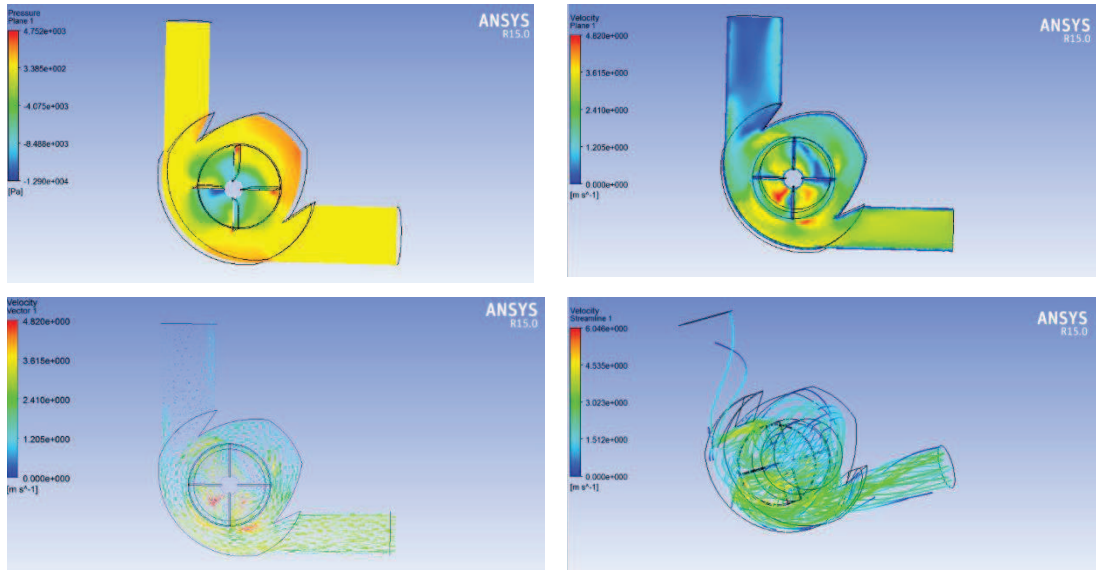 Pressure
Plane 1
4.752e+003
3.385e+002
-4.075e+003
-8.488e+003
-1.290e+004
[Pa]
ANSYS
R15.0
Velocity
Plane 1
4.820e+000
3.615e+000
2.410e+000
1.205e+000
0.000e+000
[m s^-1]
ANSYS
R15.0
Velocity
Vector 1
4.820e+000
3.615e+000
2.410e+000
1.205e+000
0.000e+000
[m s^-1]
ANSYS
R15.0
Velocity
Streamline 1
6.046e+000
4.535e+000
3.023e+000
1.512e+000
0.000e+000
[m s^-1]
ANSYS
R15.0